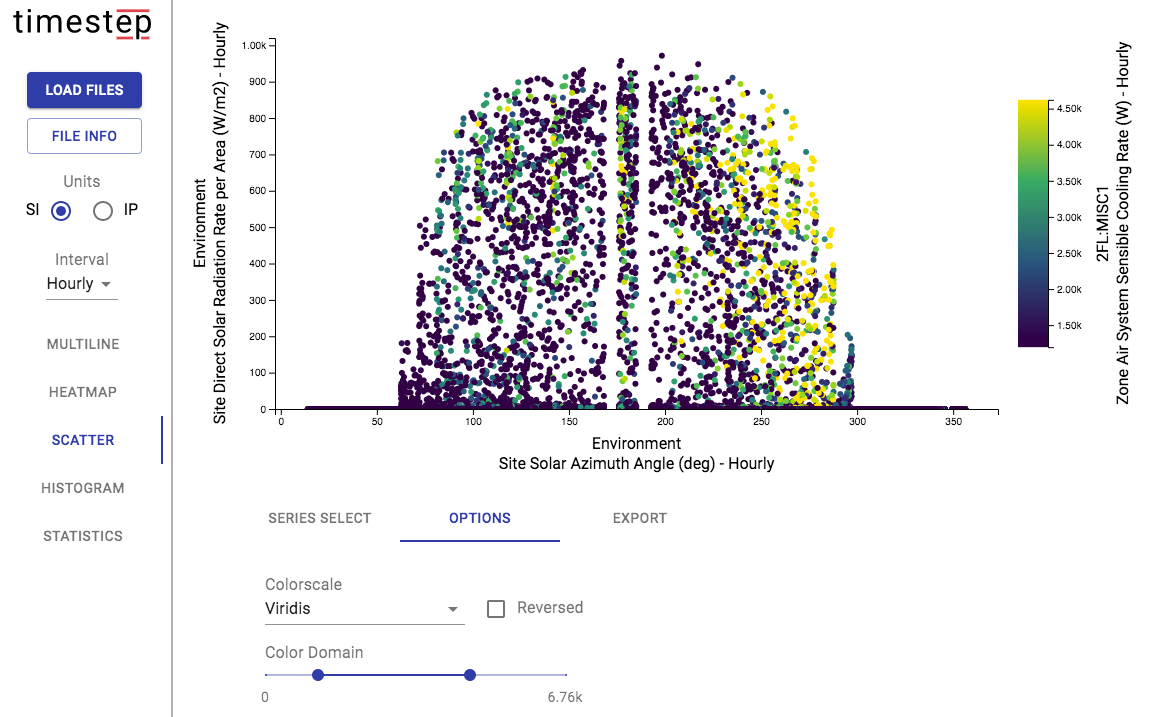 timestep
LOAD FILES
FILE INFO
Units
SI
IP
Interval
Hourly
MULTILINE
HEATMAP
SCATTER
HISTOGRAM
STATISTICS
Environment
Site Direct Solar Radiation Rate per Area (W/m2) - Hourly
1.00k
900
800
700
600
500
400
300
200
100
0
0
50
100
150
200
250
300
350
Environment
Site Solar Azimuth Angle (deg) - Hourly
4.50k
4.00k
3.50k
3.00k
2.50k
2.00k
1.50k
2FL:MISC1
Zone Air System Sensible Cooling Rate (W) - Hourly
SERIES SELECT
OPTIONS
EXPORT
Colorscale
Viridis
Reversed
Color Domain
0
6.76k